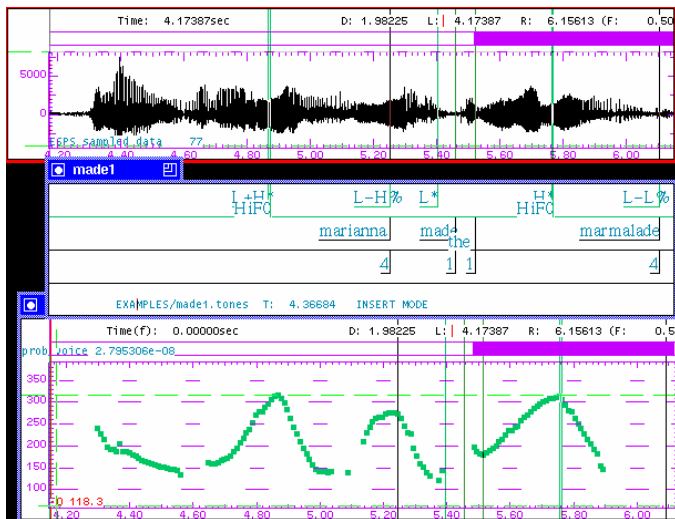 Time: 4.17387sec D: 1.98225 L: 4.17387 R: 6.15613 (F: 0.50
5000
0
ESPS sampled data 77
4.20 4.40 4.60 4.80 5.00 5.20 5.40 5.60 5.80 6.00
made1
L+H* L-H% L* H* L-L%
HiF0 HiF0
marianna made the marmalade
4 1 1 4
EXAMPLES/made1.tones T: 4.36684 INSERT MODE
Time(f): 0.00000sec D: 1.98225 L: 4.17387 R: 6.15613 (F: 0.5
prob_voice 2.795306e-08
350
300
250
200
150
100
0 118.3
4.20 4.40 4.60 4.80 5.00 5.20 5.40 5.60 5.80 6.00